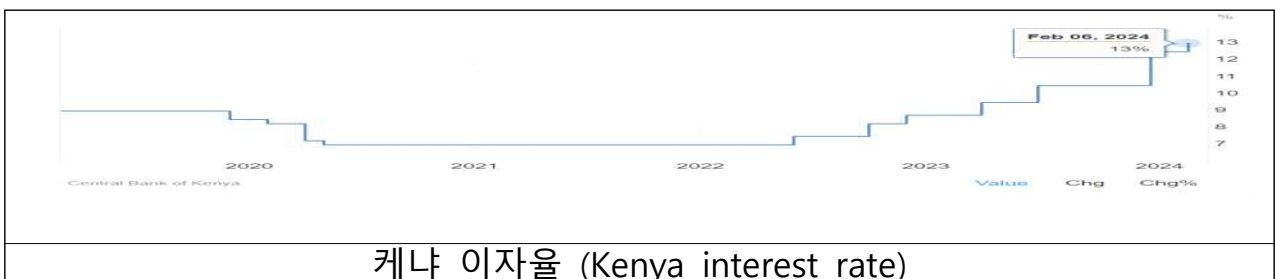 %
Feb 06, 2024
13%
13
12
11
10
9
8
7
2020 2021 2022 2023 2024
Central Bank of Kenya Value Chg Chg%
케냐 이자율 (Kenya interest rate)